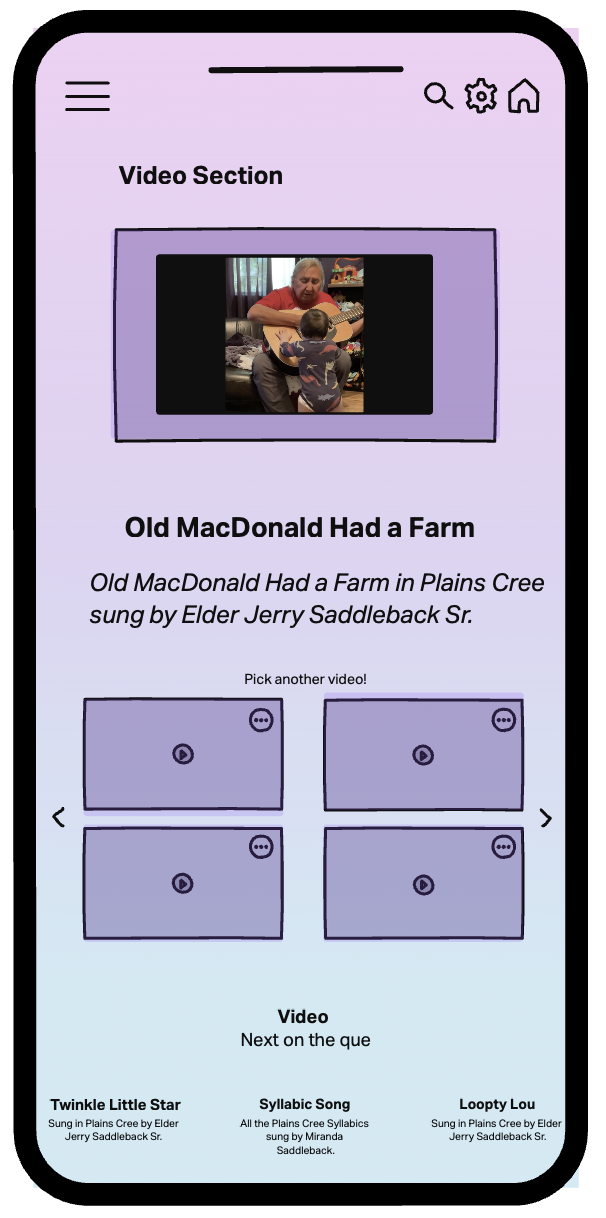 Video Section
Old MacDonald Had a Farm
Old MacDonald Had a Farm in Plains Cree
sung by Elder Jerry Saddleback Sr.
Pick another video!
Video
Next on the que
Twinkle Little Star
Sung in Plains Cree by Elder
Jerry Saddleback Sr.
Syllabic Song
All the Plains Cree Syllabics
sung by Miranda
Saddleback.
Loopty Lou
Sung in Plains Cree by Elder
Jerry Saddleback Sr.